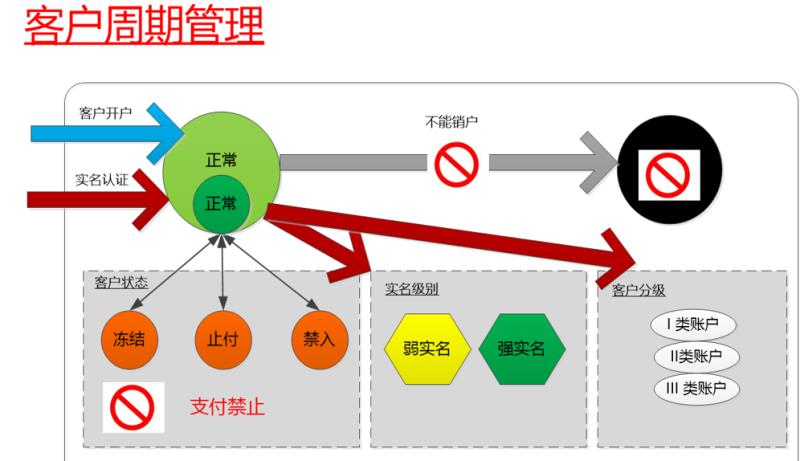 客户周期管理
客户开户
不能销户
正常
实名认证
正常
客户状态
实名级别
客户分级
冻结
止付
禁入
弱实名
强实名
I 类账户
II类账户
III 类账户
支付禁止